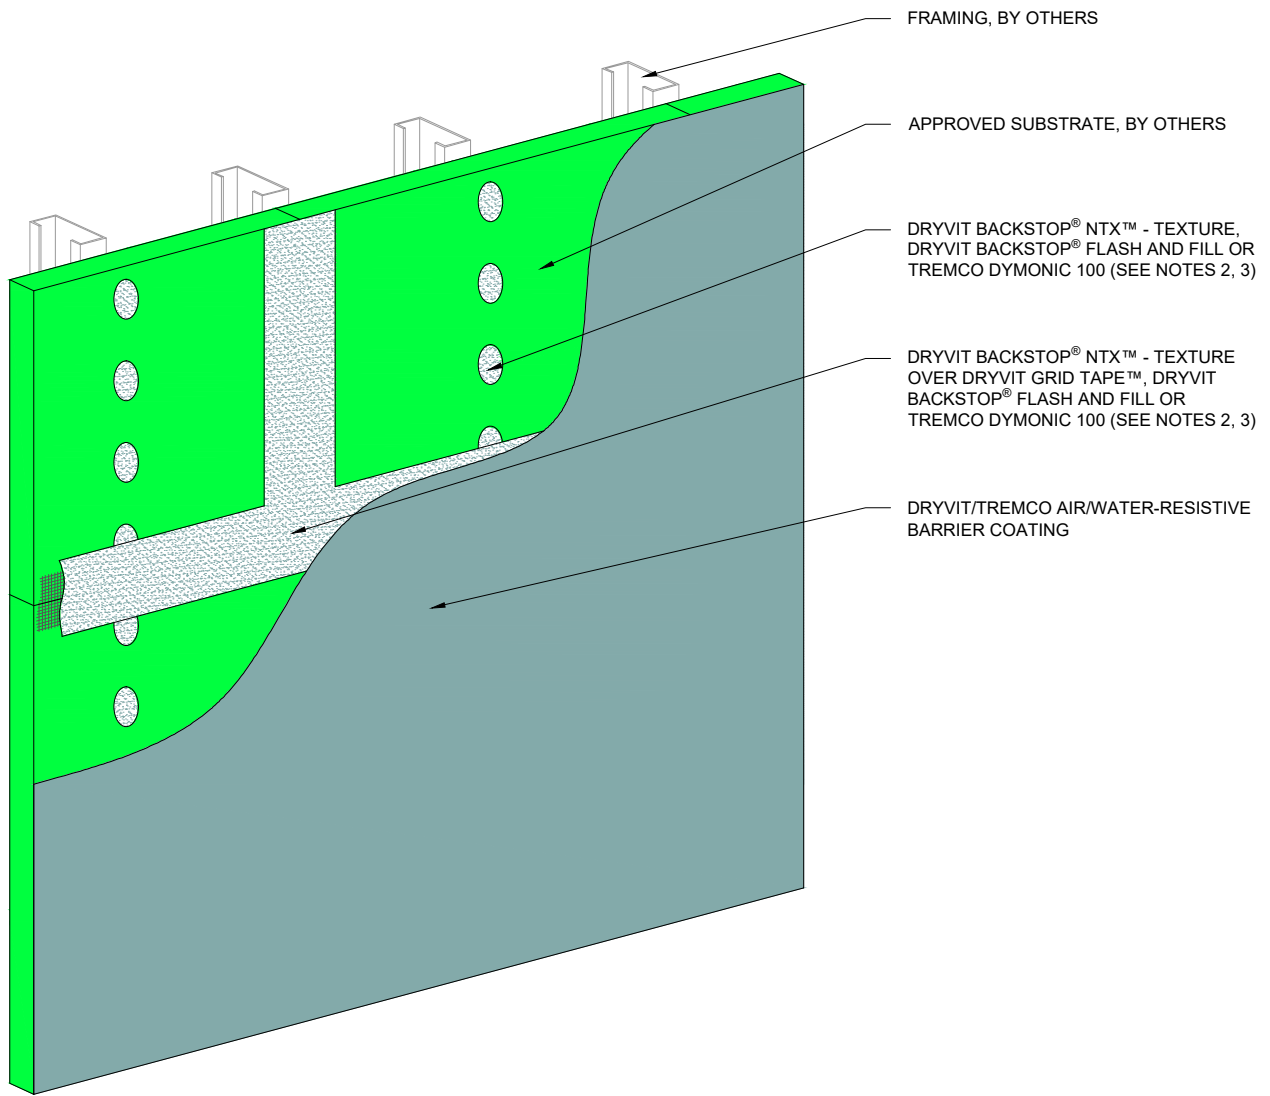 FRAMING, BY OTHERS
APPROVED SUBSTRATE, BY OTHERS
DRYVIT BACKSTOP® NTX™ - TEXTURE,
DRYVIT BACKSTOP® FLASH AND FILL OR
TREMCO DYMONIC 100 (SEE NOTES 2, 3)
DRYVIT BACKSTOP® NTX™ - TEXTURE
OVER DRYVIT GRID TAPE™, DRYVIT
BACKSTOP® FLASH AND FILL OR
TREMCO DYMONIC 100 (SEE NOTES 2, 3)
DRYVIT/TREMCO AIR/WATER-RESISTIVE
BARRIER COATING